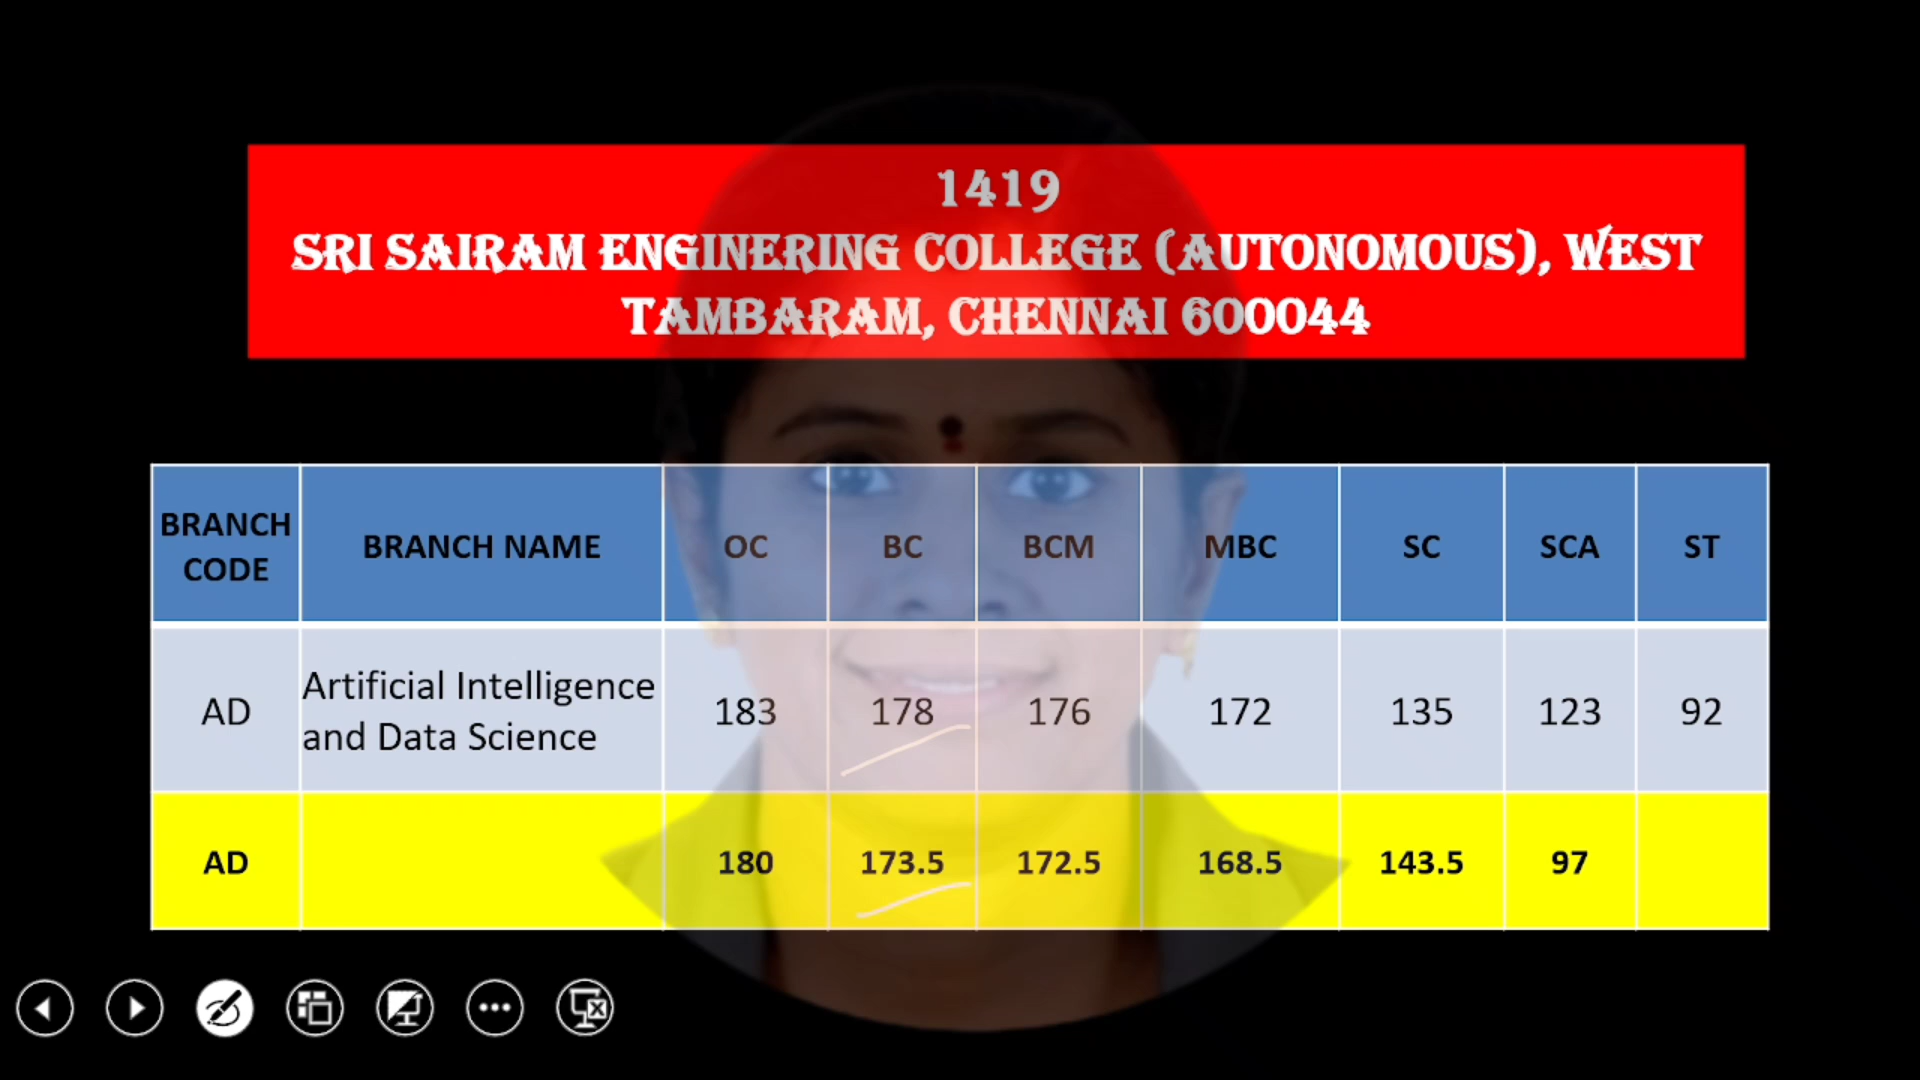 1419
SRI SAIRAM ENGINERING COLLEGE (AUTONOMOUS), WEST
TAMBARAM, CHENNAI 600044
BRANCH CODE BRANCH NAME OC BC BCM MBC SC SCA ST
AD Artificial Intelligence and Data Science 183 178 176 172 135 123 92
AD 180 173.5 172.5 168.5 143.5 97